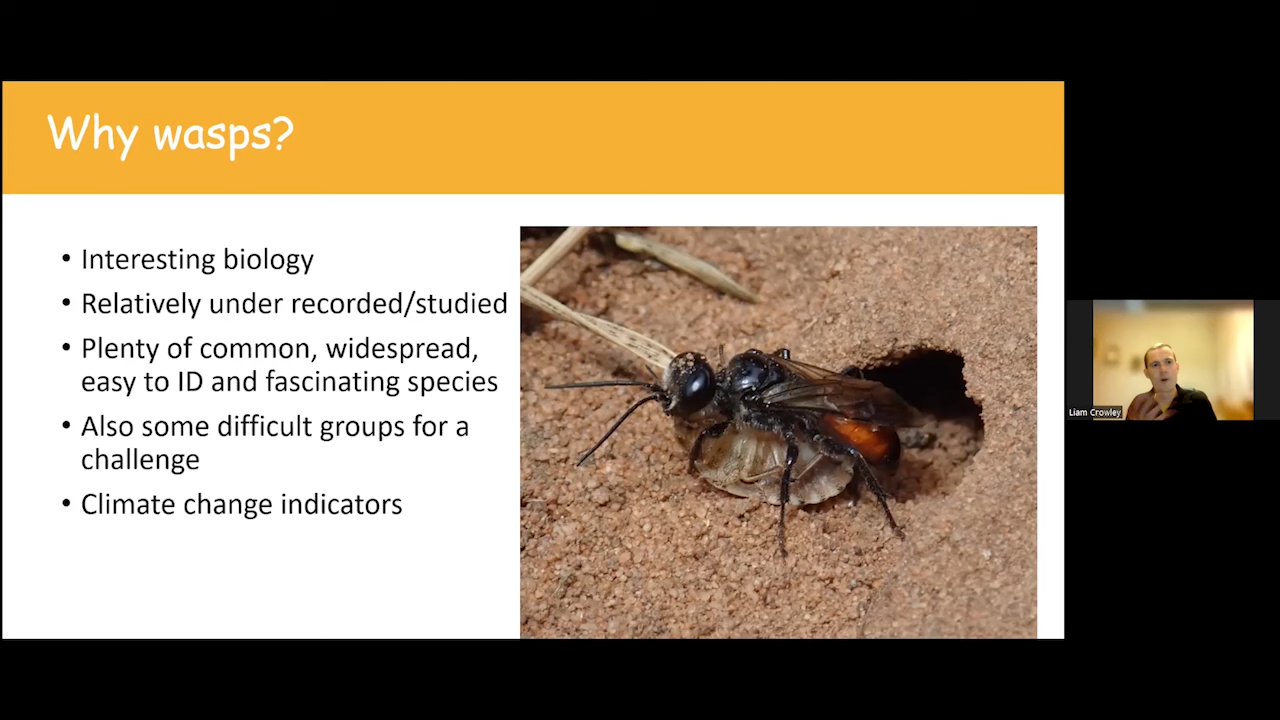 Why wasps?
• Interesting biology
• Relatively under recorded/studied
• Plenty of common, widespread,
easy to ID and fascinating species
• Also some difficult groups for a
challenge
• Climate change indicators
Liam Crowley